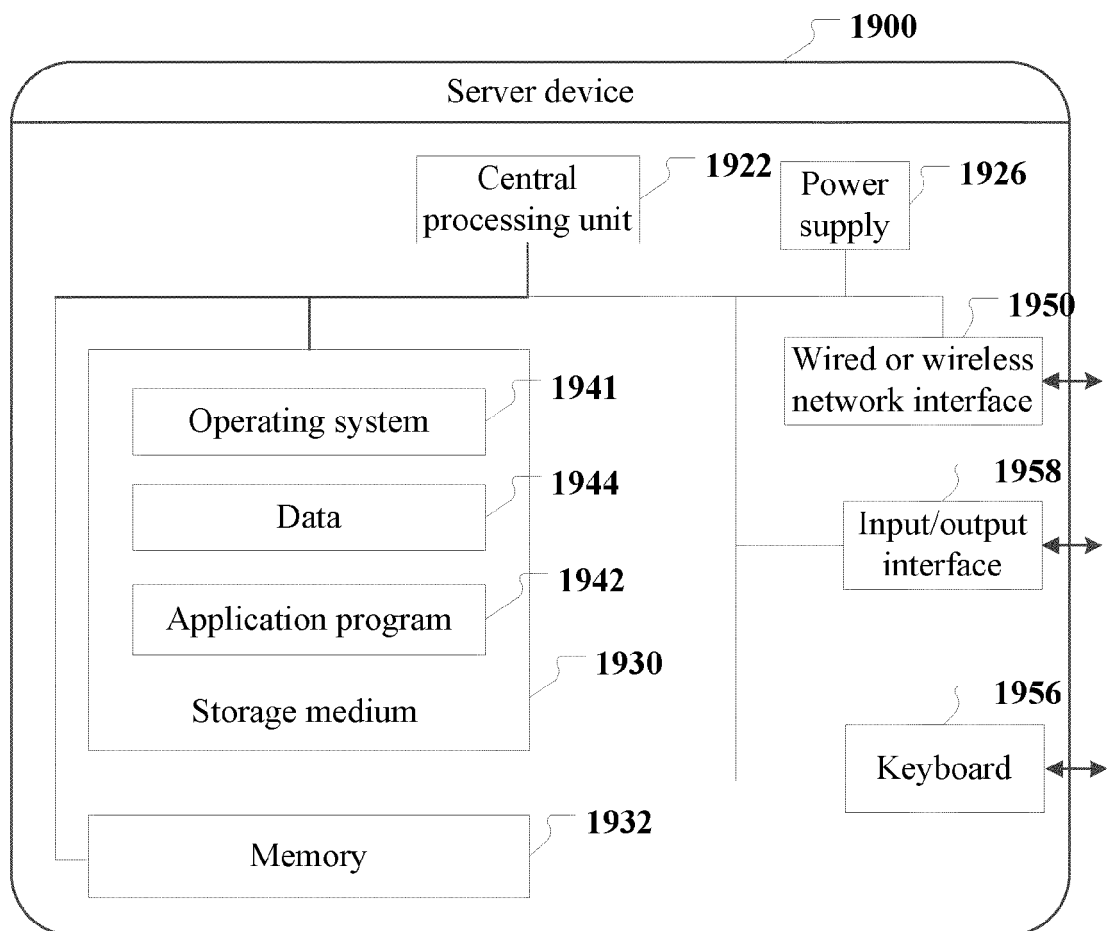 1900
Server device
Central
processing unit
1922
Power
supply
1926
1950
Wired or wireless
network interface
1941
Operating system
1944
Data
1958
Input/output
interface
1942
Application program
1930
Storage medium
1956
Keyboard
1932
Memory